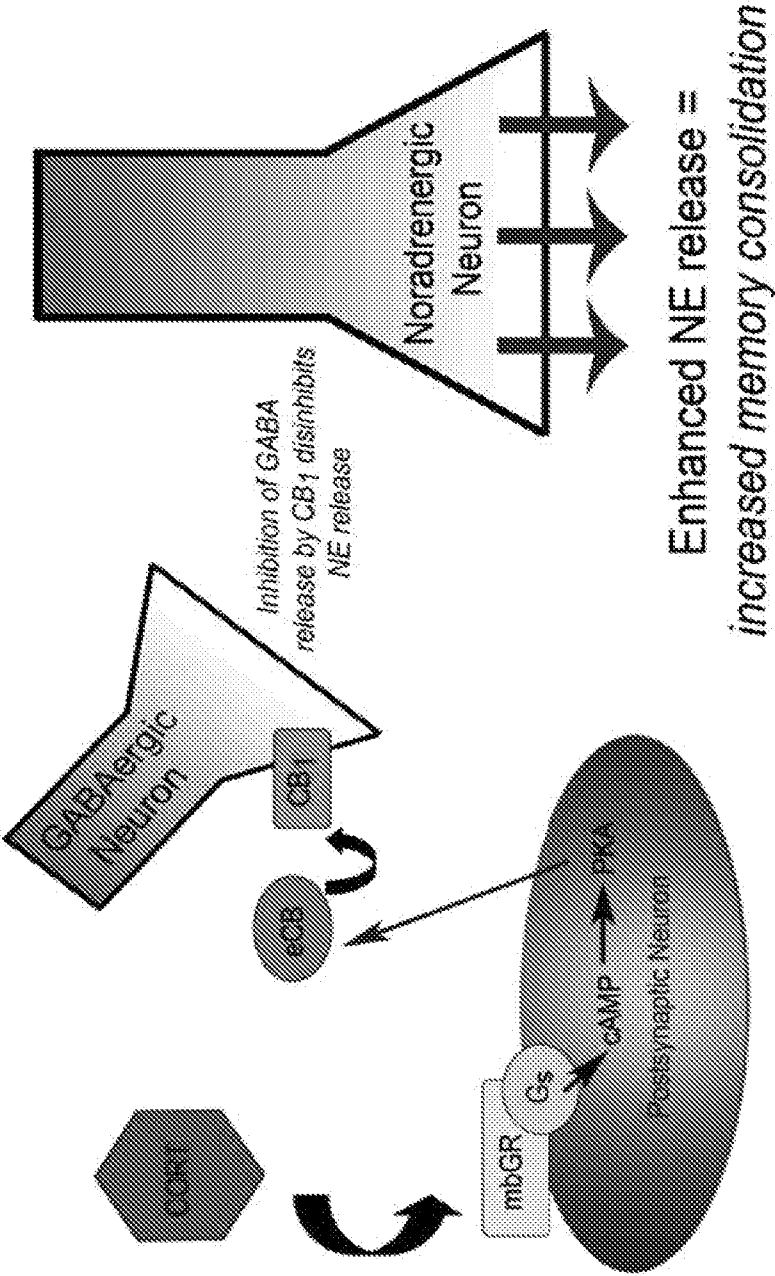 CORT
mbGR
Gs
cAMP
PKA
Postsynaptic Neuron
eCB
CB1
GABAergic
Neuron
Inhibition of GABA
release by CB1 disinhibits
NE release
Noradrenergic
Neuron
Enhanced NE release =
increased memory consolidation